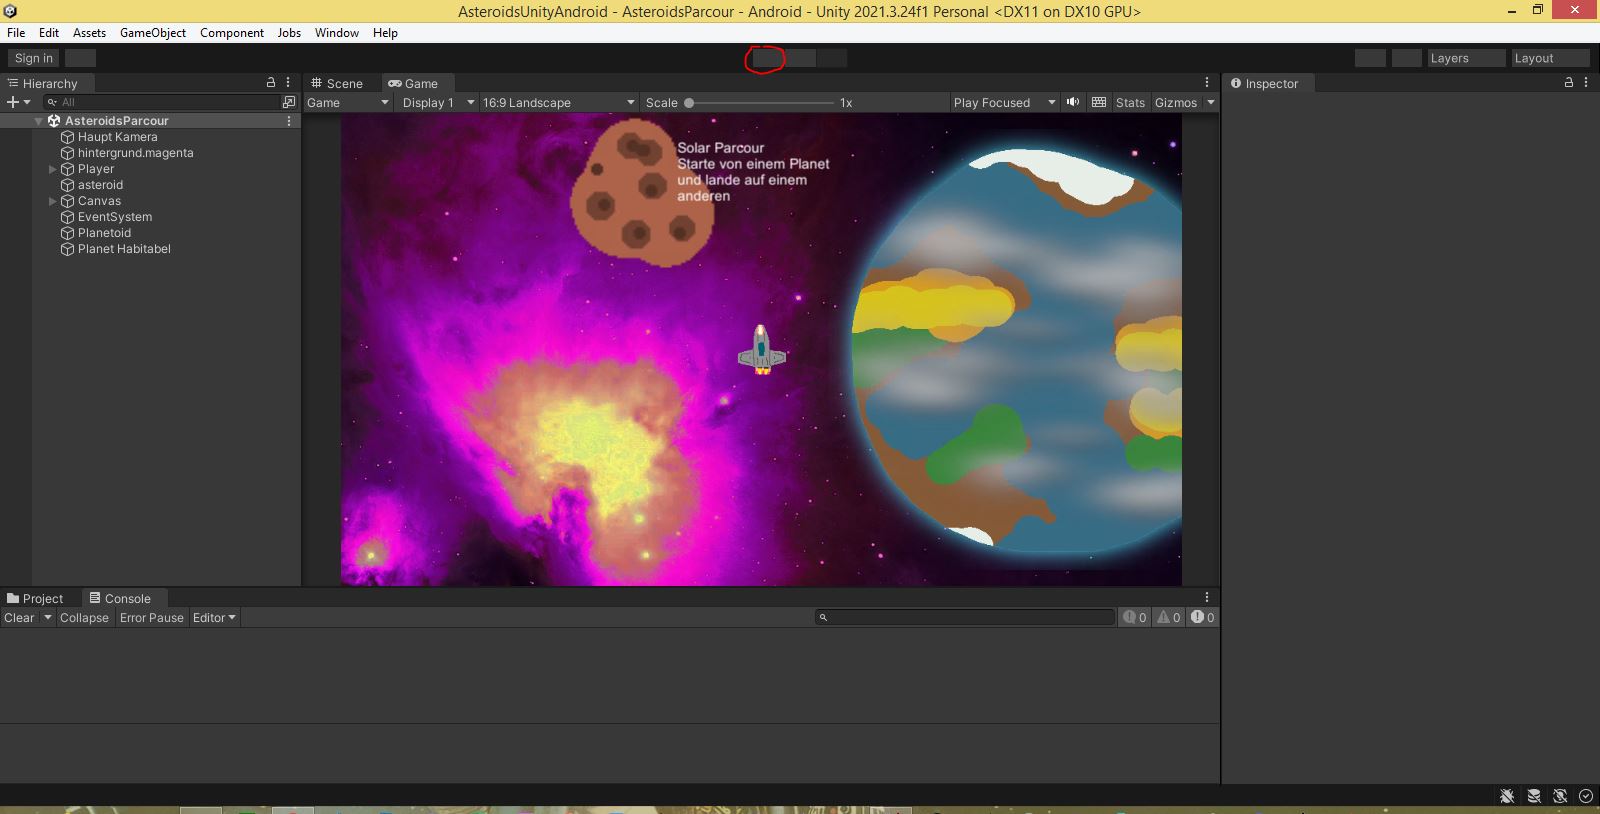 AsteroidsUnityAndroid - AsteroidsParcour - Android - Unity 2021.3.24f1 Personal <DX11 on DX10 GPU>
File Edit Assets GameObject Component Jobs Window Help
Sign in Layers Layout
Hierarchy Scene Game Inspector
All Game Display 1 16:9 Landscape Scale 1x Play Focused Stats Gizmos
AsteroidsParcour
Haupt Kamera
hintergrund.magenta
Player
asteroid
Canvas
EventSystem
Planetoid
Planet Habitabel
Solar Parcour
Starte von einem Planet
und lande auf einem
anderen
Project Console
Clear Collapse Error Pause Editor 0 0 0